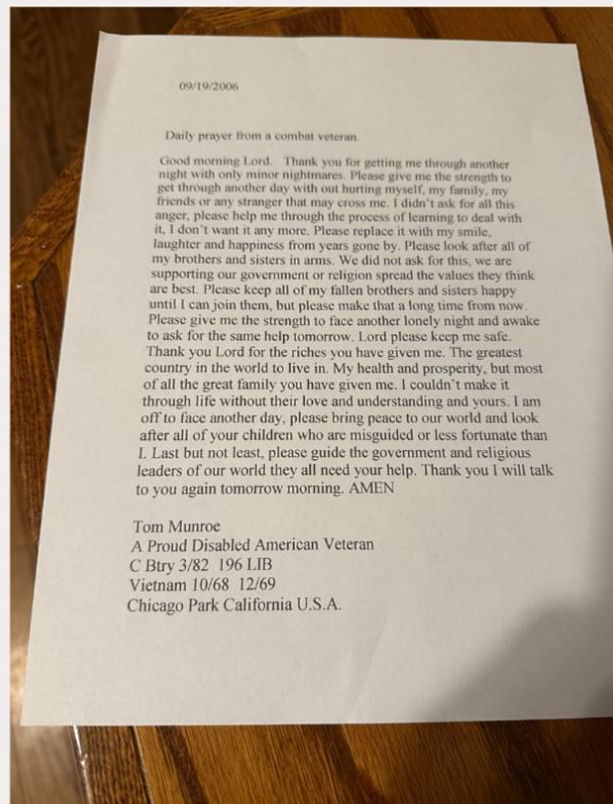 09/19/2006
Daily prayer from a combat veteran.
Good morning Lord. Thank you for getting me through another
night with only minor nightmares. Please give me the strength to
get through another day with out hurting myself, my family, my
friends or any stranger that may cross me. I didn't ask for all this
anger, please help me through the process of learning to deal with
it, I don't want it any more. Please replace it with my smile,
laughter and happiness from years gone by. Please look after all of
my brothers and sisters in arms. We did not ask for this, we are
supporting our government or religion spread the values they think
are best. Please keep all of my fallen brothers and sisters happy
until I can join them, but please make that a long time from now.
Please give me the strength to face another lonely night and awake
to ask for the same help tomorrow. Lord please keep me safe.
Thank you Lord for the riches you have given me. The greatest
country in the world to live in. My health and prosperity, but most
of all the great family you have given me. I couldn't make it
through life without their love and understanding and yours. I am
off to face another day, please bring peace to our world and look
after all of your children who are misguided or less fortunate than
I. Last but not least, please guide the government and religious
leaders of our world they all need your help. Thank you I will talk
to you again tomorrow morning. AMEN
Tom Munroe
A Proud Disabled American Veteran
C Btry 3/82 196 LIB
Vietnam 10/68 12/69
Chicago Park California U.S.A.